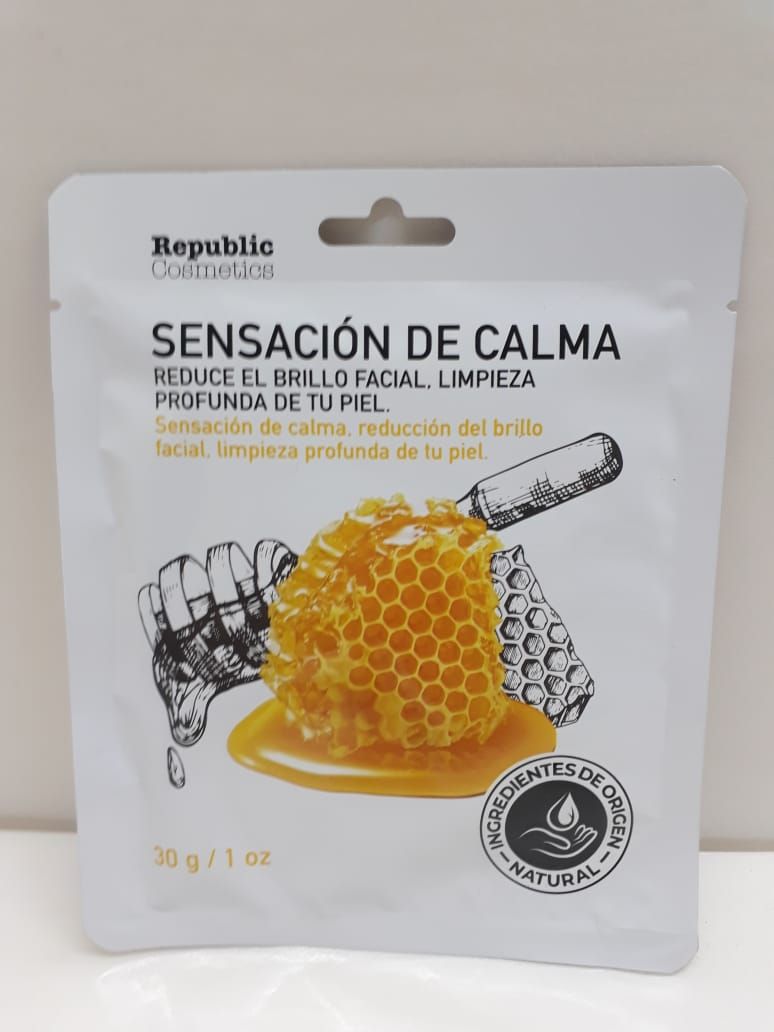 Republic
Cosmetics
SENSACIÓN DE CALMA
REDUCE EL BRILLO FACIAL, LIMPIEZA
PROFUNDA DE TU PIEL.
Sensación de calma, reducción del brillo
facial, limpieza profunda de tu piel.
INGREDIENTES DE ORIGEN
– NATURAL –
30 g / 1 oz